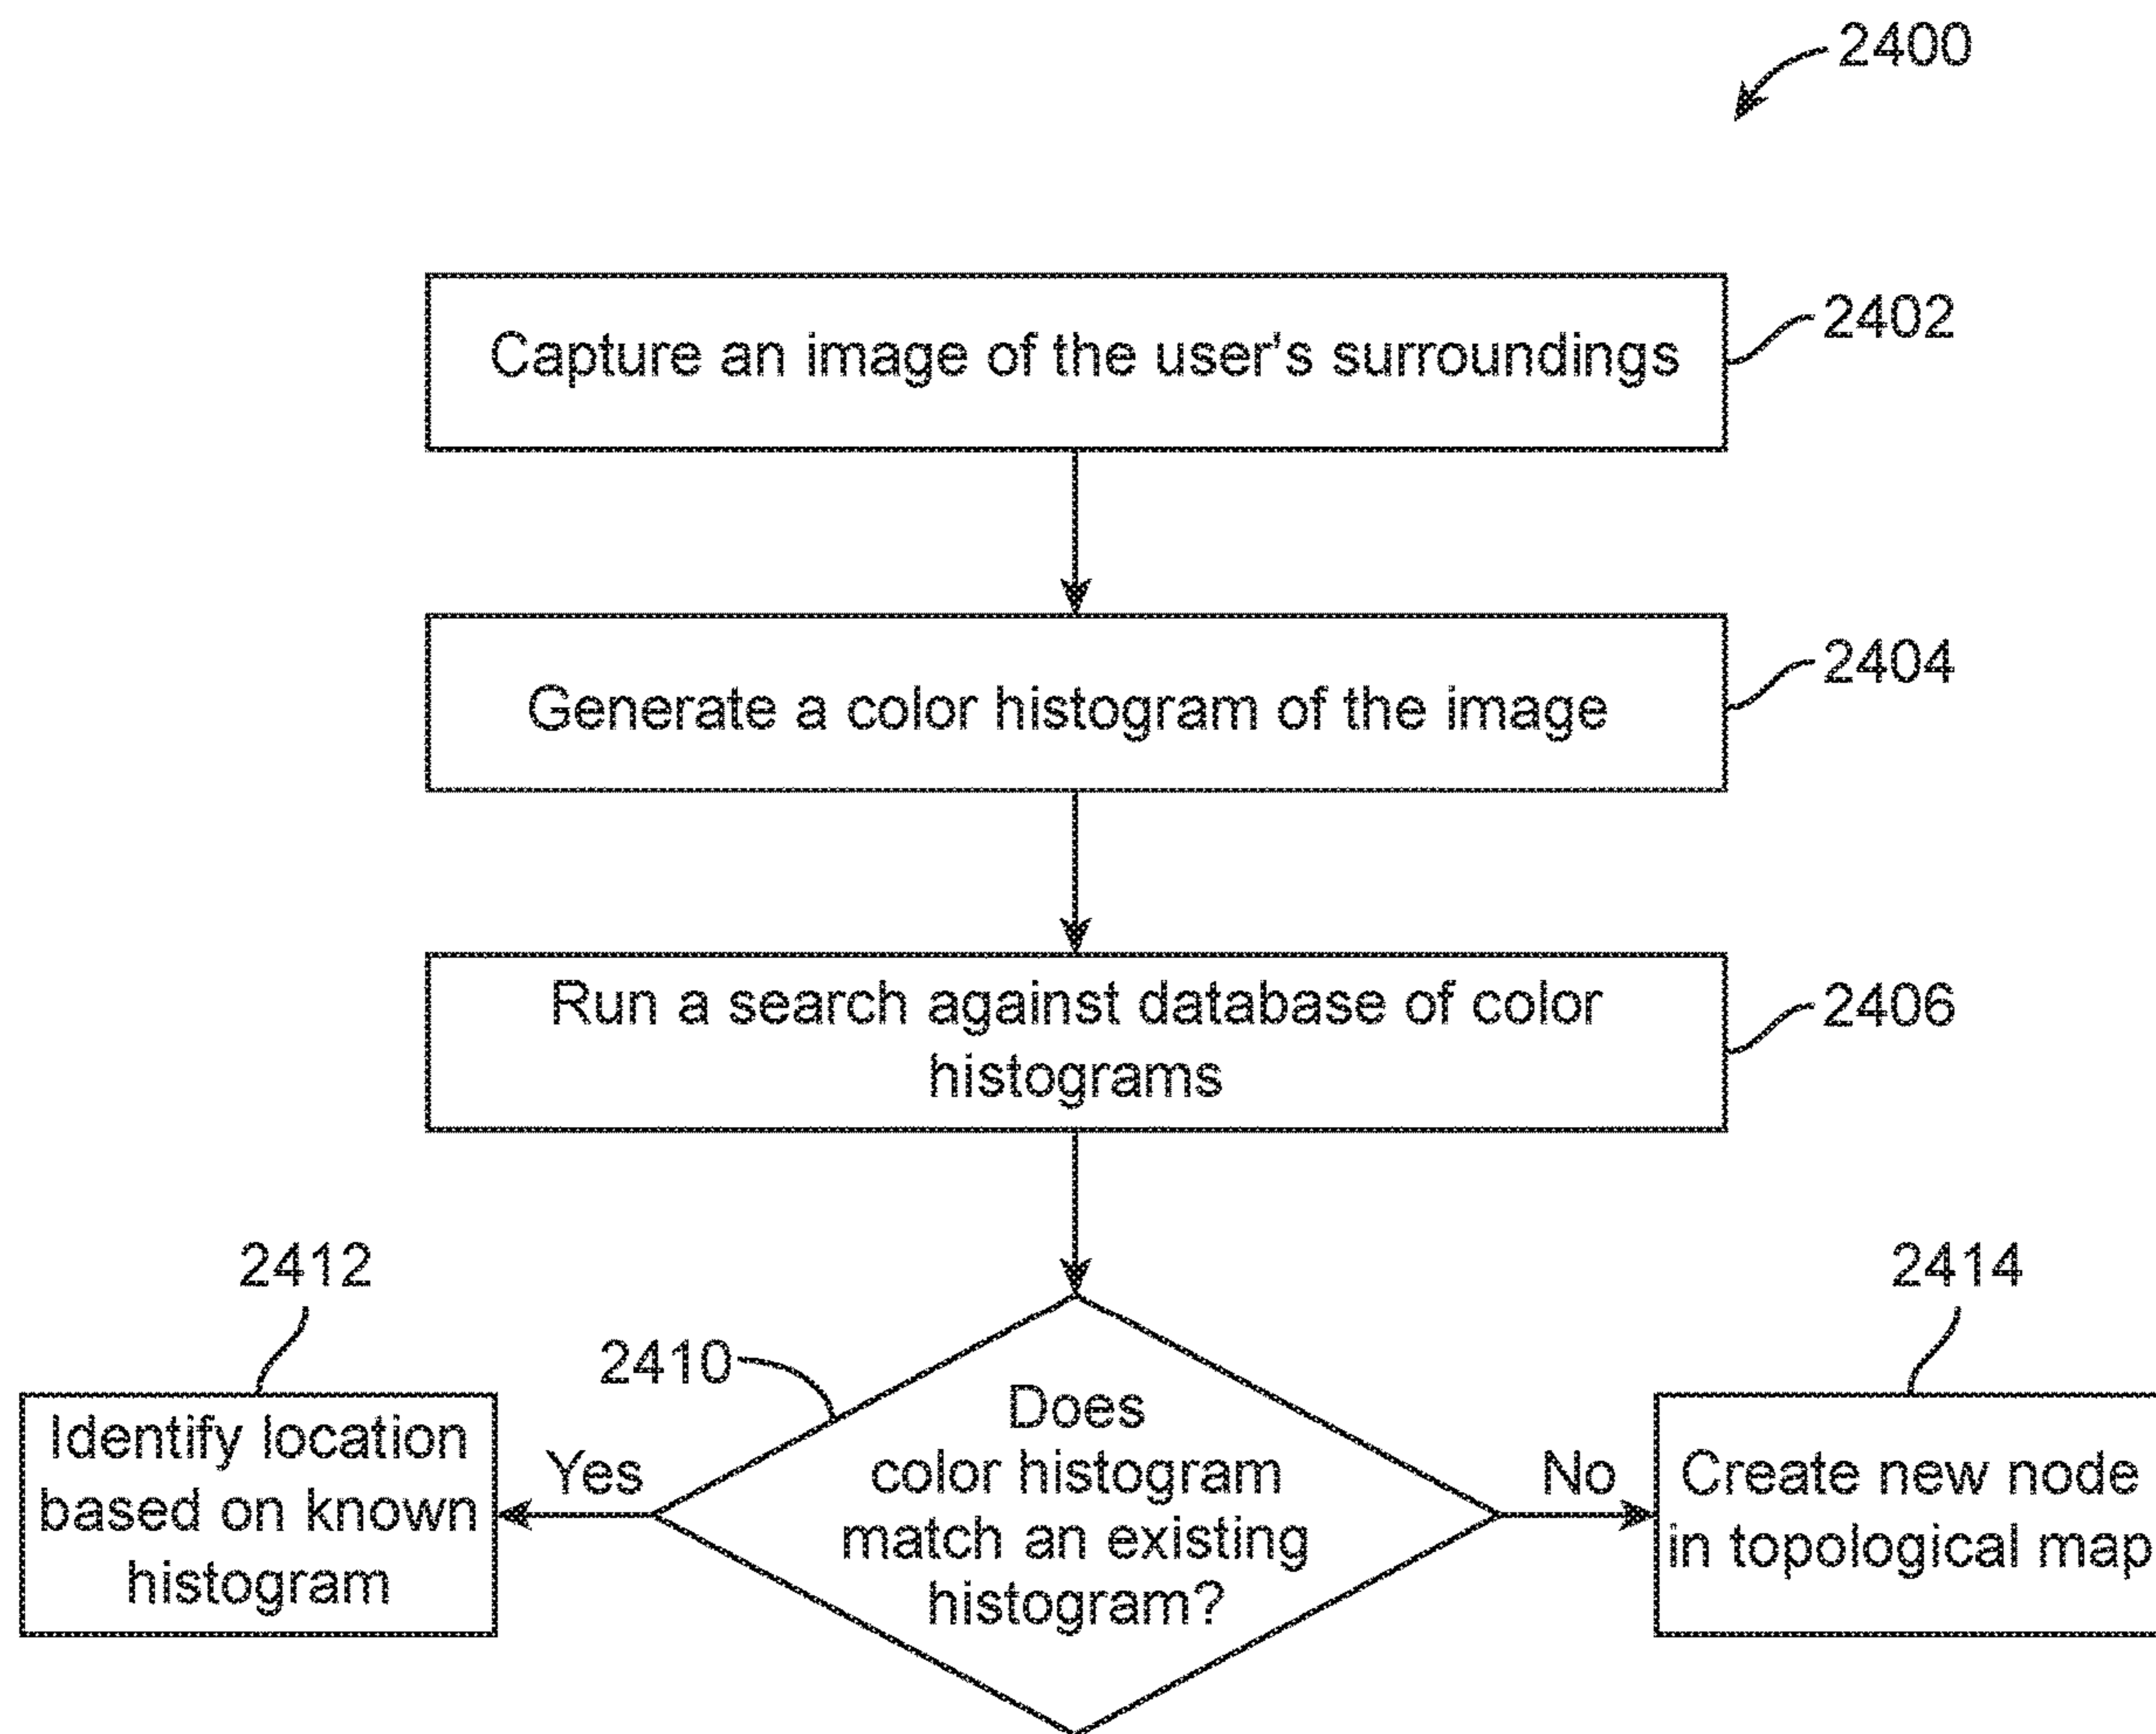 2400
Capture an image of the user's surroundings
2402
Generate a color histogram of the image
2404
Run a search against database of color
histograms
2406
2412
2414
2410
Does
color histogram
match an existing
histogram?
Yes
No
Identify location
based on known
histogram
Create new node
in topological map